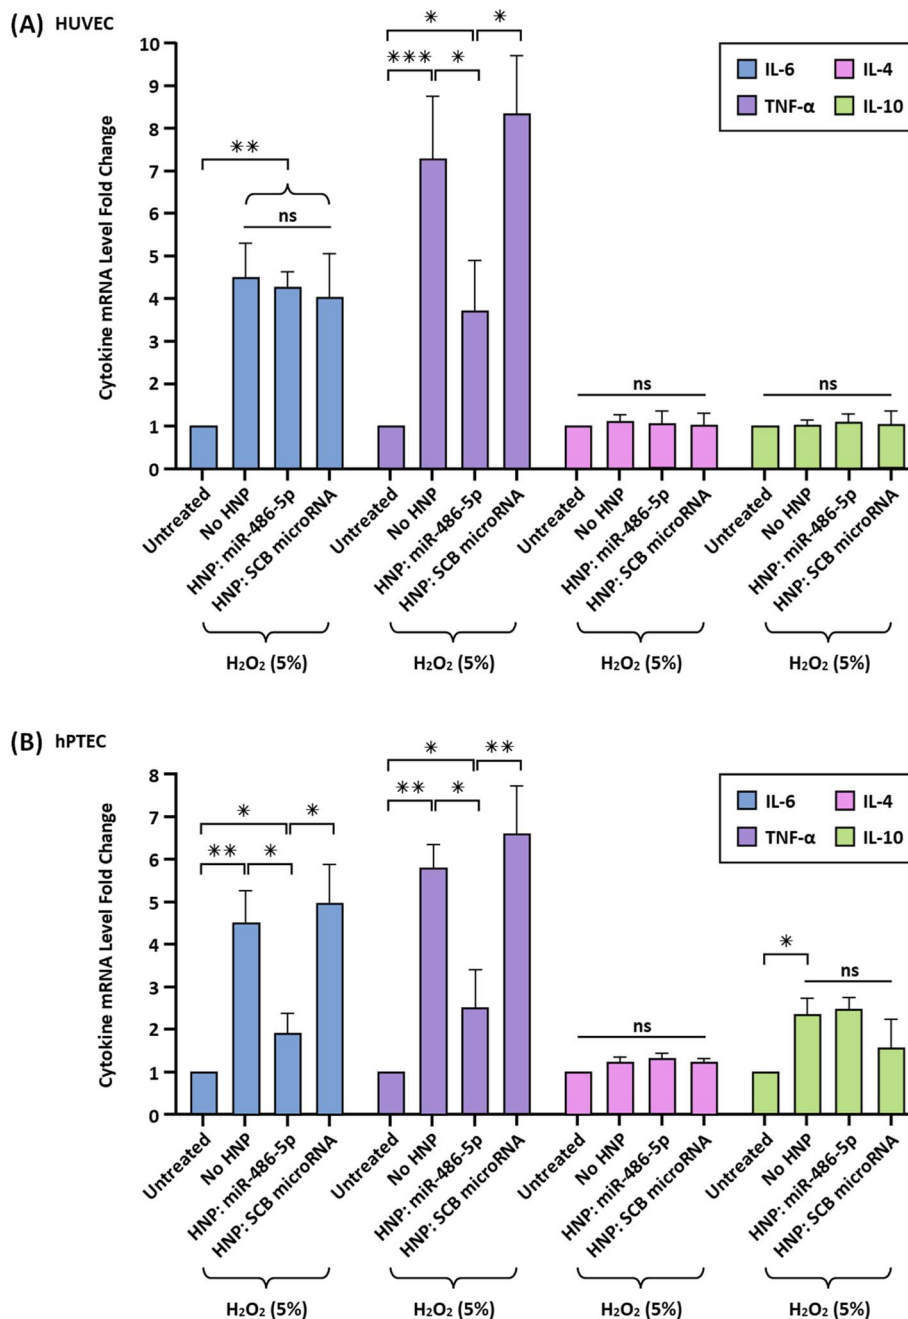 (A) HUVEC
Cytokine mRNA Level Fold Change
10
9
8
7
6
5
4
3
2
1
0
** ns
*** * * *
ns
ns
IL-6 IL-4
TNF-α IL-10
Untreated No HNP HNP: miR-486-5p HNP: SCB microRNA
Untreated No HNP HNP: miR-486-5p HNP: SCB microRNA
Untreated No HNP HNP: miR-486-5p HNP: SCB microRNA
Untreated No HNP HNP: miR-486-5p HNP: SCB microRNA
H₂O₂ (5%) H₂O₂ (5%) H₂O₂ (5%) H₂O₂ (5%)
(B) hPTEC
Cytokine mRNA Level Fold Change
8
7
6
5
4
3
2
1
0
* *
** *
* **
** *
ns
*
ns
IL-6 IL-4
TNF-α IL-10
Untreated No HNP HNP: miR-486-5p HNP: SCB microRNA
Untreated No HNP HNP: miR-486-5p HNP: SCB microRNA
Untreated No HNP HNP: miR-486-5p HNP: SCB microRNA
Untreated No HNP HNP: miR-486-5p HNP: SCB microRNA
H₂O₂ (5%) H₂O₂ (5%) H₂O₂ (5%) H₂O₂ (5%)